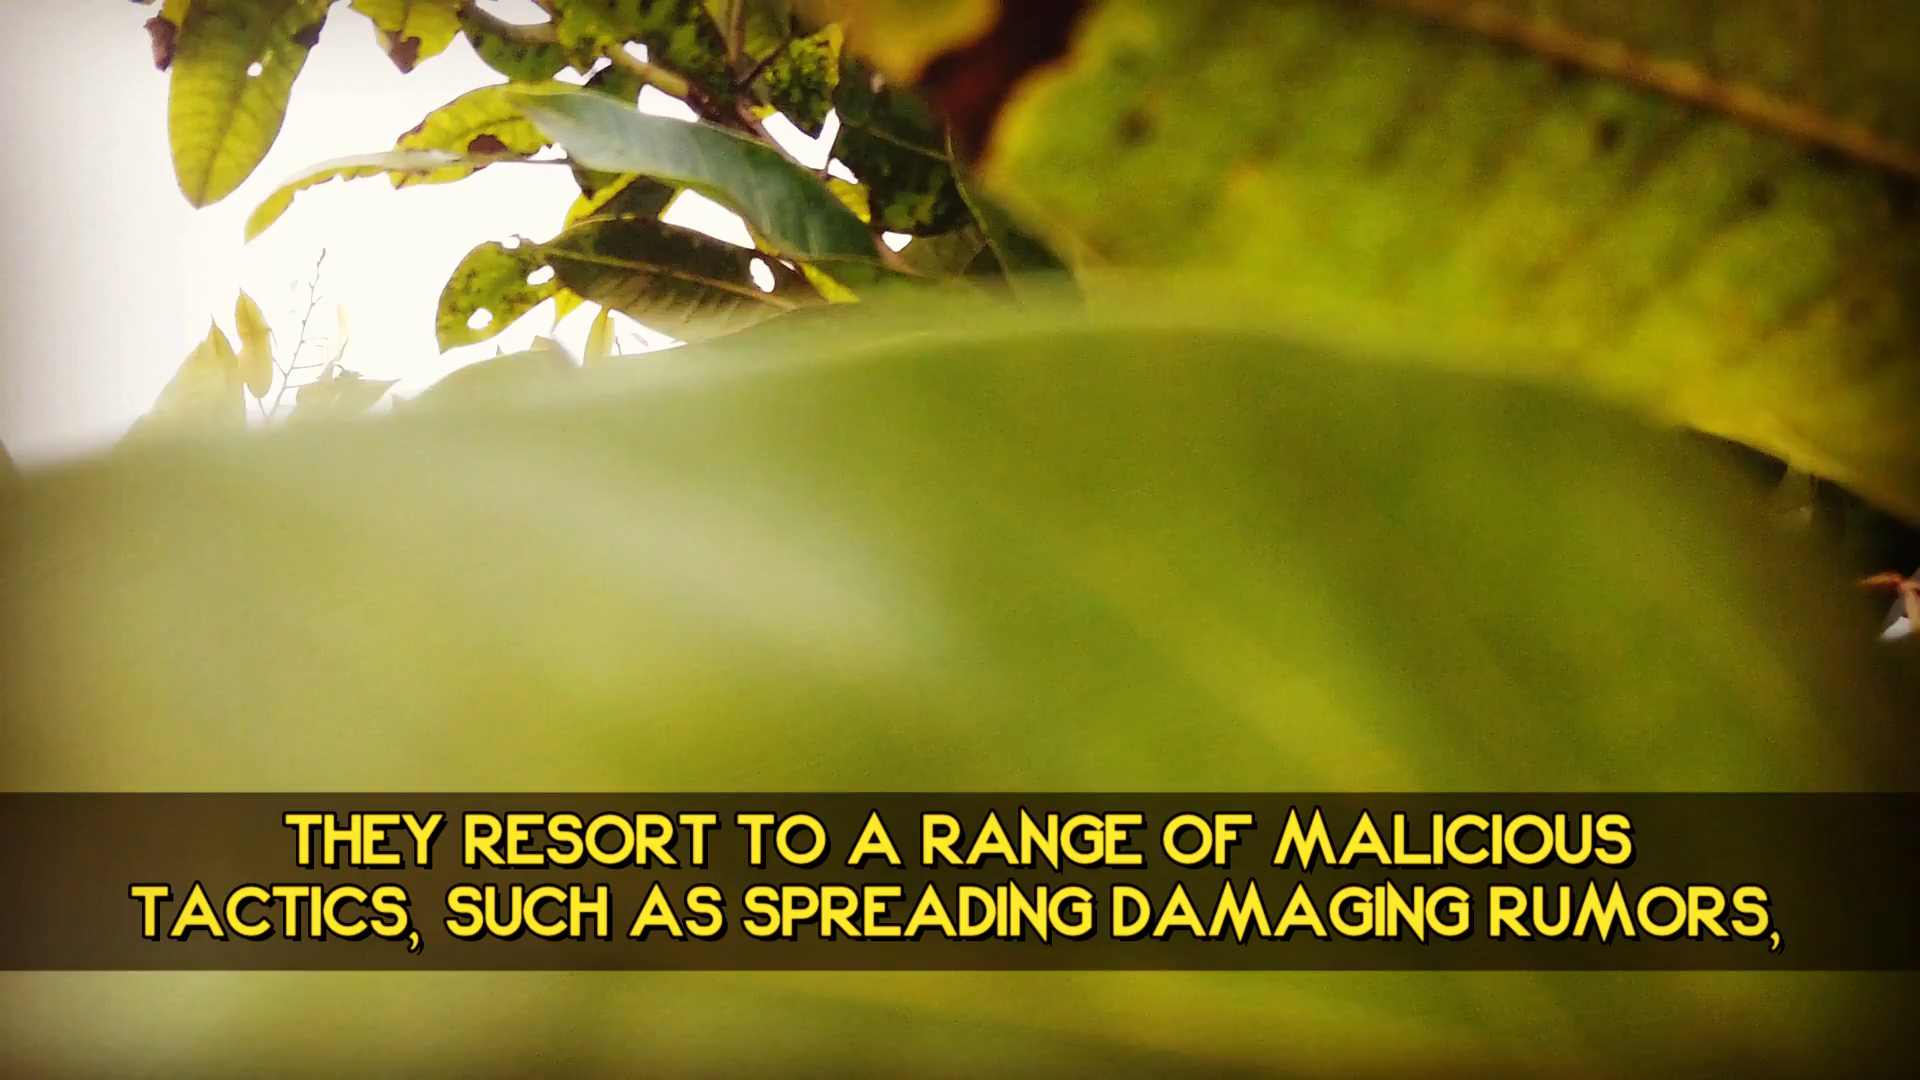 THEY RESORT TO A RANGE OF MALICIOUS
TACTICS, SUCH AS SPREADING DAMAGING RUMORS,